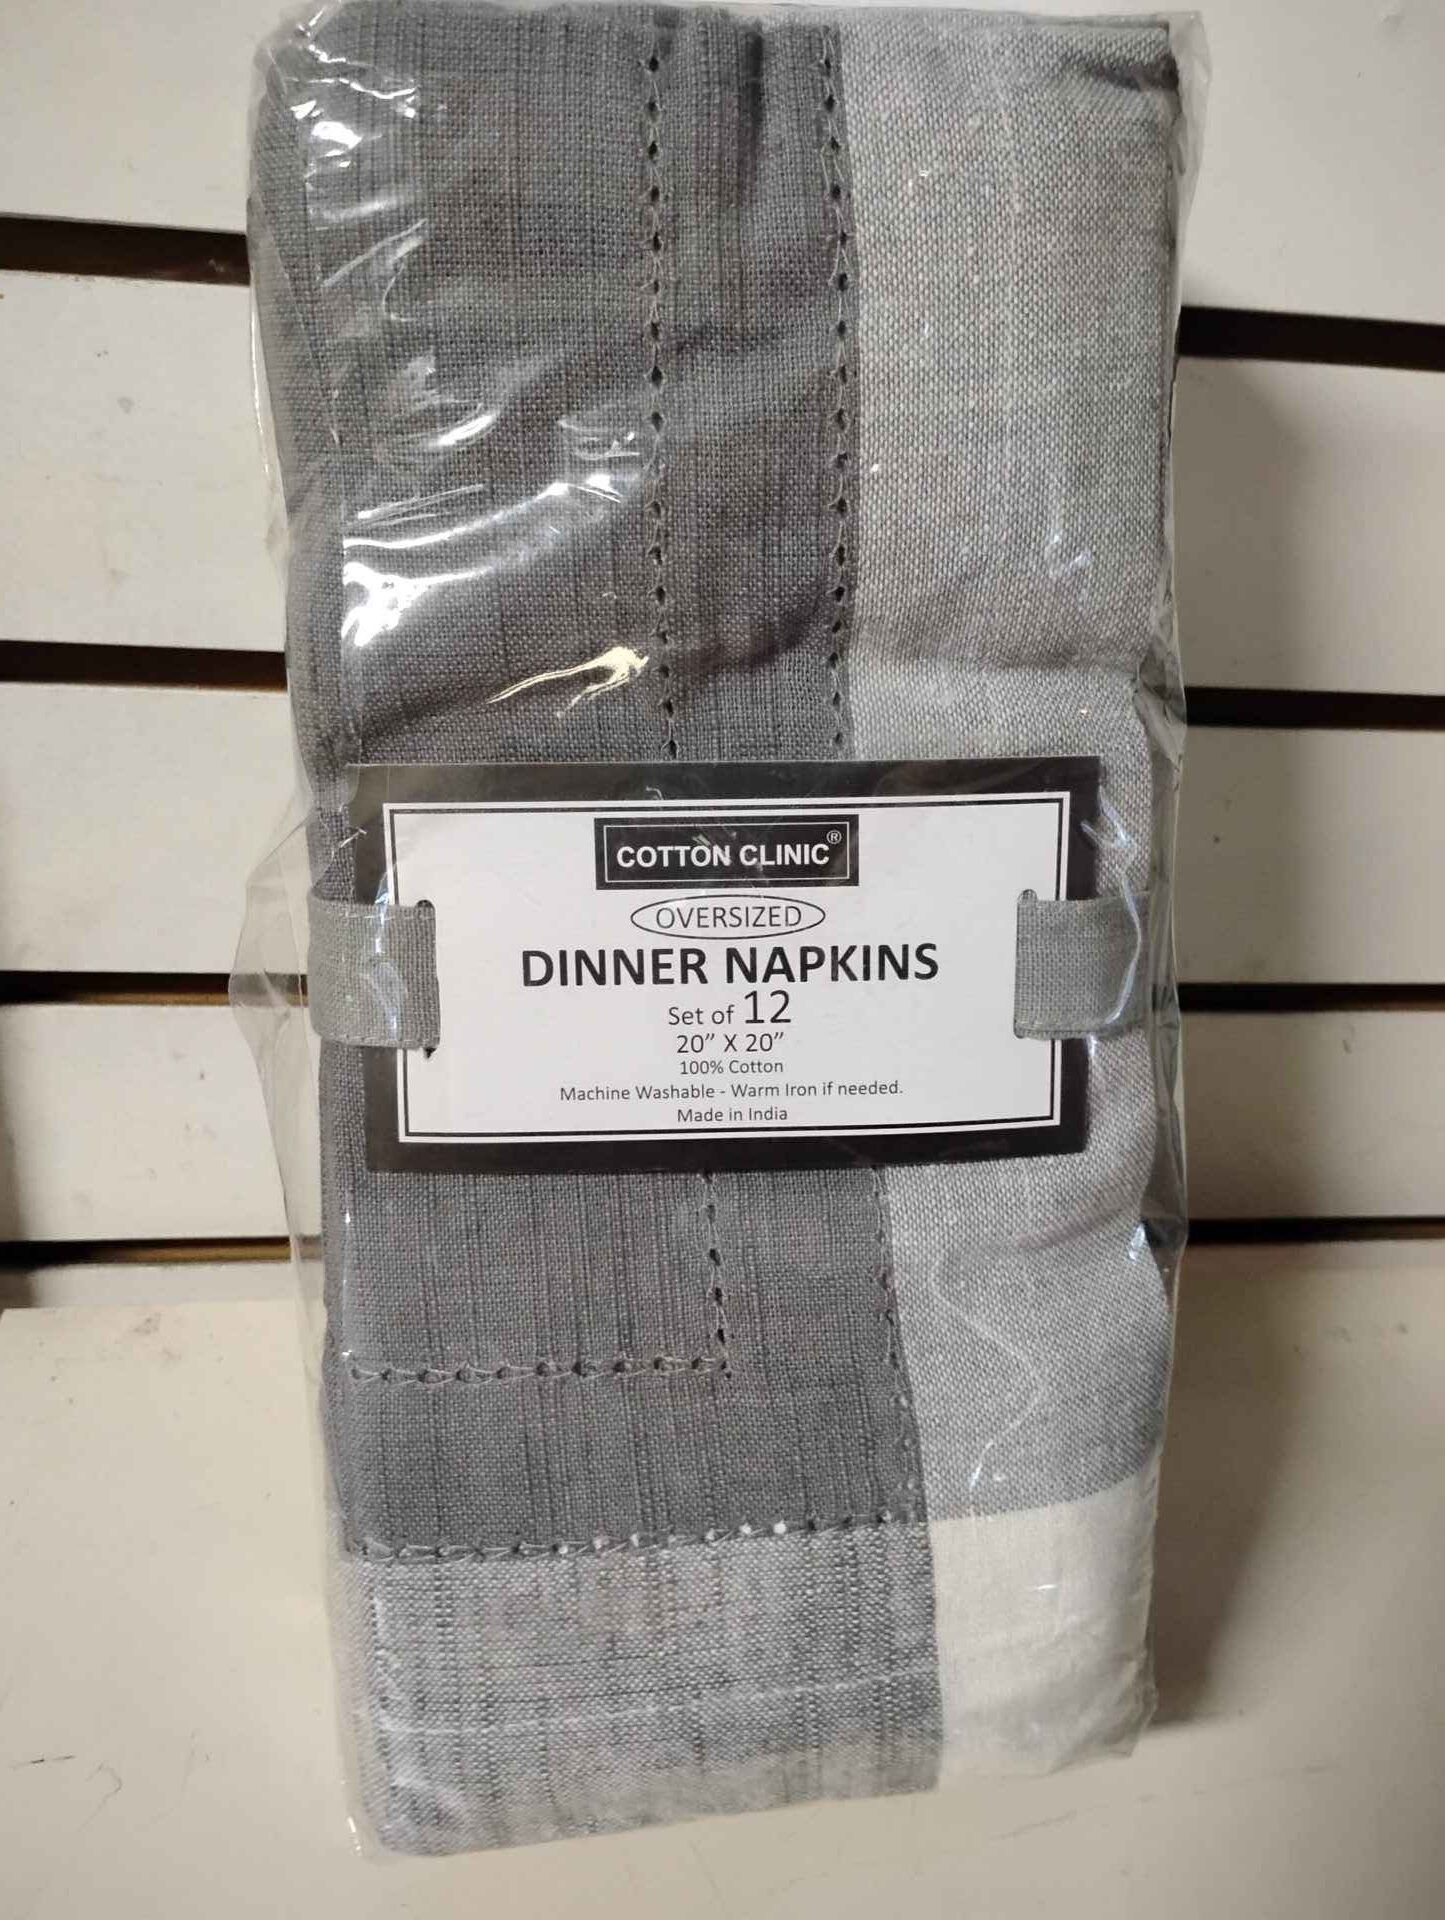 COTTON CLINIC®
OVERSIZED
DINNER NAPKINS
Set of 12
20” X 20”
100% Cotton
Machine Washable - Warm Iron if needed.
Made in India